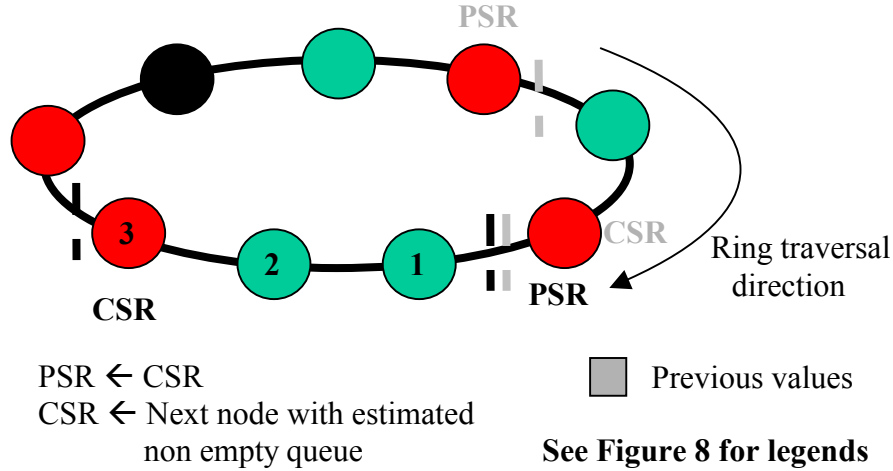 PSR
CSR
3
2
1
PSR
CSR
Ring traversal
direction
PSR ← CSR
CSR ← Next node with estimated
non empty queue
Previous values
See Figure 8 for legends